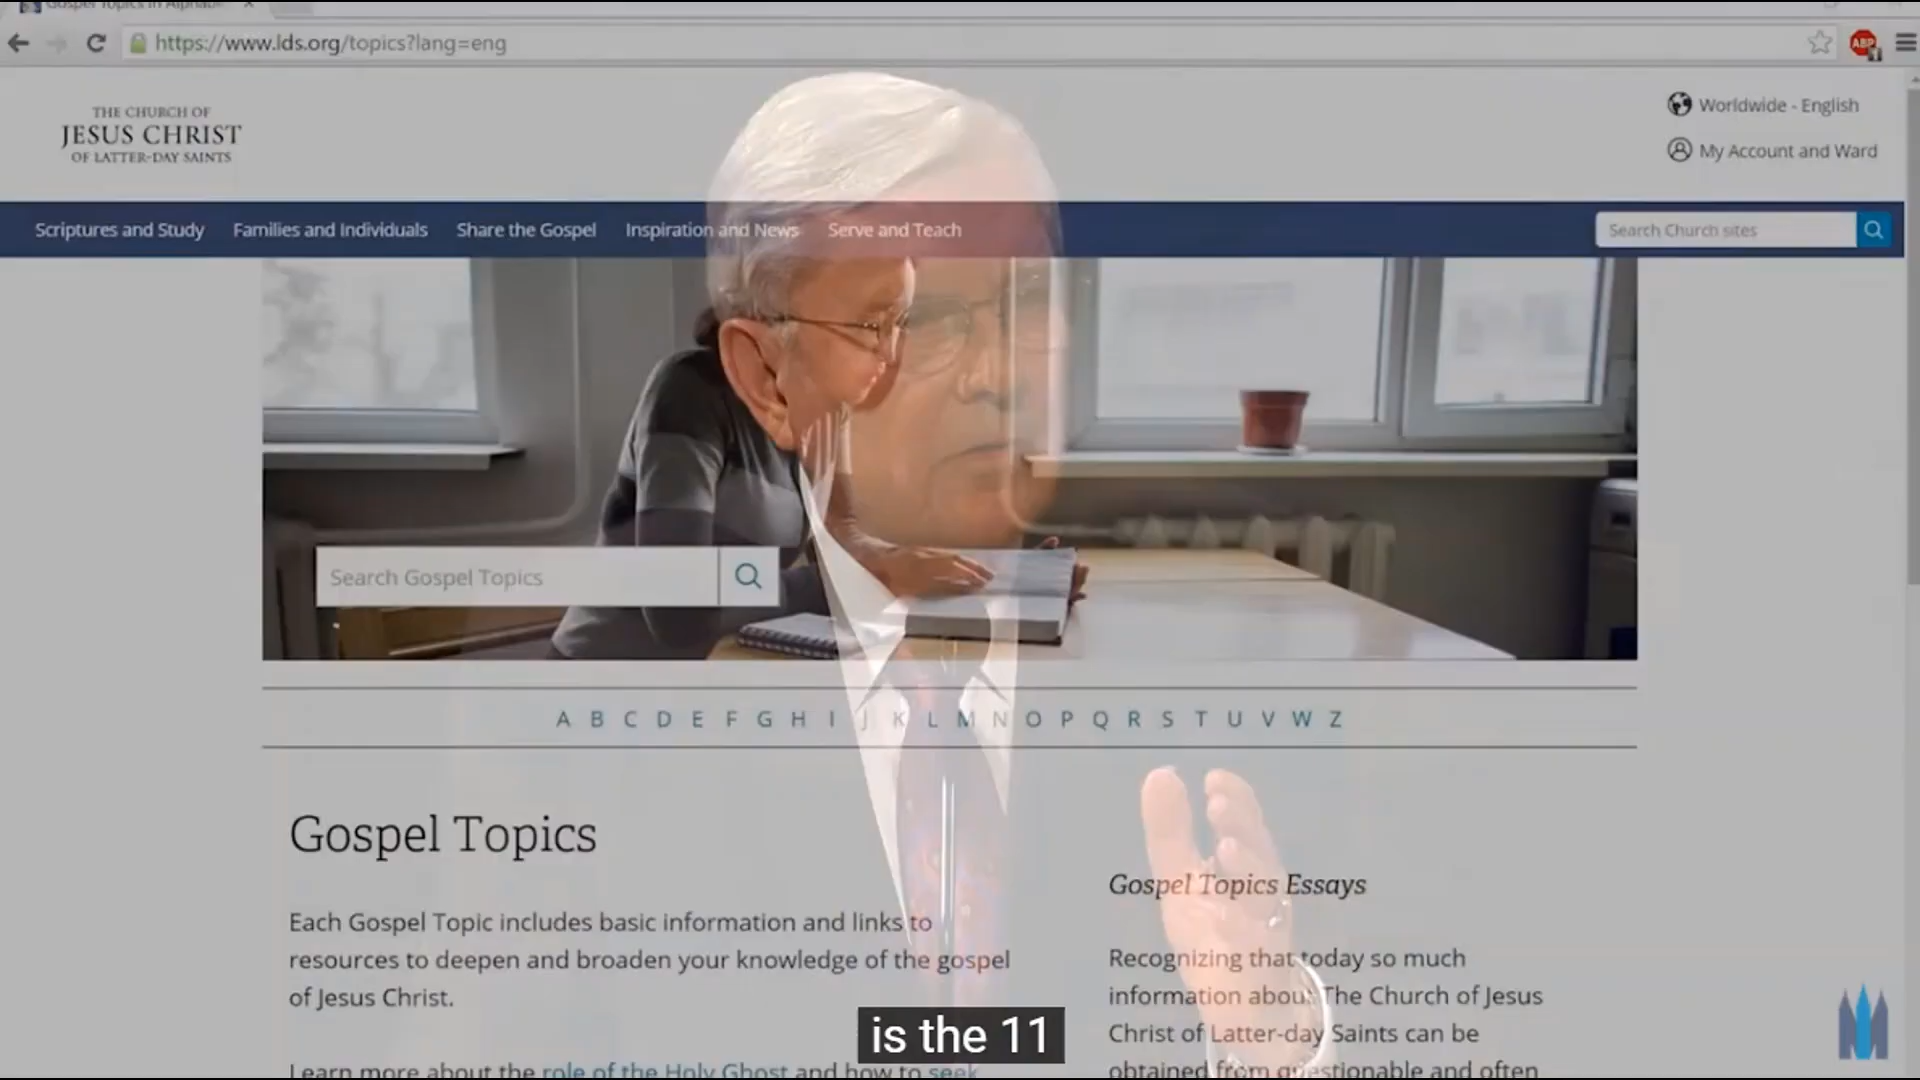 Gospel Topics in Alphabe
https://www.lds.org/topics?lang=eng
ABP
THE CHURCH OF
JESUS CHRIST
OF LATTER-DAY SAINTS
Worldwide - English
My Account and Ward
Scriptures and Study Families and Individuals Share the Gospel Inspiration and News Serve and Teach
Search Church sites
Search Gospel Topics
A B C D E F G H I J K L M N O P Q R S T U V W Z
Gospel Topics
Each Gospel Topic includes basic information and links to
resources to deepen and broaden your knowledge of the gospel
of Jesus Christ.
Learn more about the role of the Holy Ghost and how to seek
Gospel Topics Essays
Recognizing that today so much
information about The Church of Jesus
Christ of Latter-day Saints can be
obtained from questionable and often
is the 11